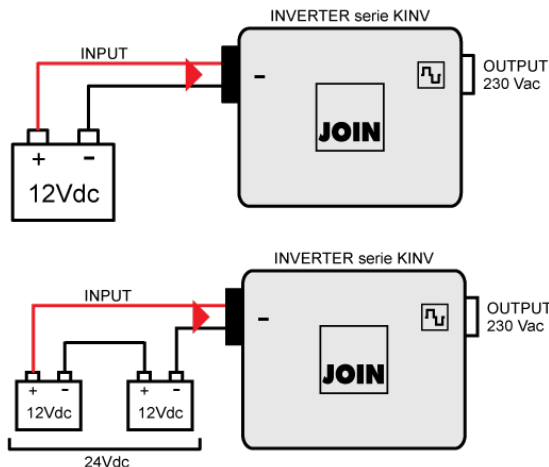 INVERTER serie KINV
INPUT
OUTPUT
230 Vac
-
JOIN
+ -
12Vdc
INVERTER serie KINV
INPUT
OUTPUT
230 Vac
-
JOIN
+ - + -
12Vdc 12Vdc
24Vdc